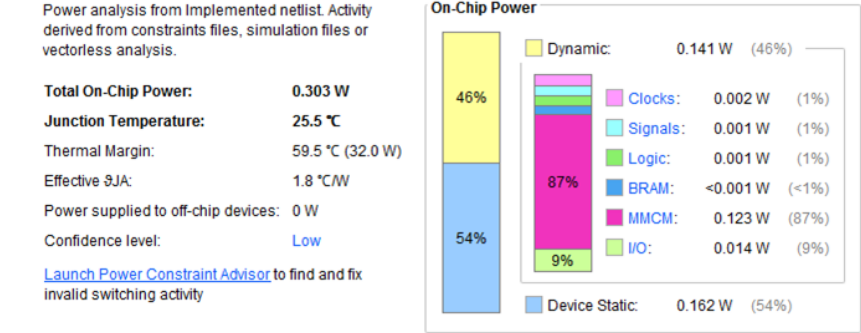 Power analysis from Implemented netlist. Activity
derived from constraints files, simulation files or
vectorless analysis.
Total On-Chip Power: 0.303 W
Junction Temperature: 25.5 °C
Thermal Margin: 59.5 °C (32.0 W)
Effective ϑJA: 1.8 °C/W
Power supplied to off-chip devices: 0 W
Confidence level: Low
Launch Power Constraint Advisor to find and fix
invalid switching activity
On-Chip Power
46%
54%
Dynamic: 0.141 W (46%)
87%
9%
Clocks: 0.002 W (1%)
Signals: 0.001 W (1%)
Logic: 0.001 W (1%)
BRAM: <0.001 W (<1%)
MMCM: 0.123 W (87%)
I/O: 0.014 W (9%)
Device Static: 0.162 W (54%)